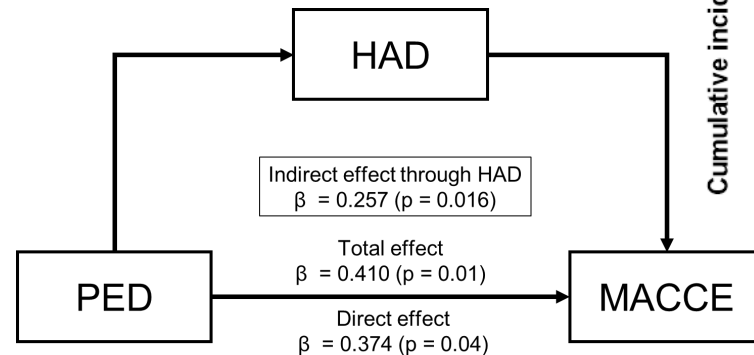 HAD
Indirect effect through HAD
β = 0.257 (p = 0.016)
Total effect
β = 0.410 (p = 0.01)
PED
MACCE
Direct effect
β = 0.374 (p = 0.04)
Cumulative